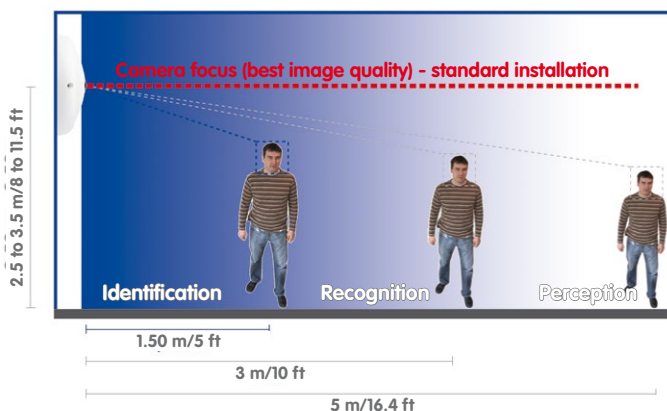 Camera focus (best image quality) - standard installation
2.5 to 3.5 m/8 to 11.5 ft
Identification
Recognition
Perception
1.50 m/5 ft
3 m/10 ft
5 m/16.4 ft